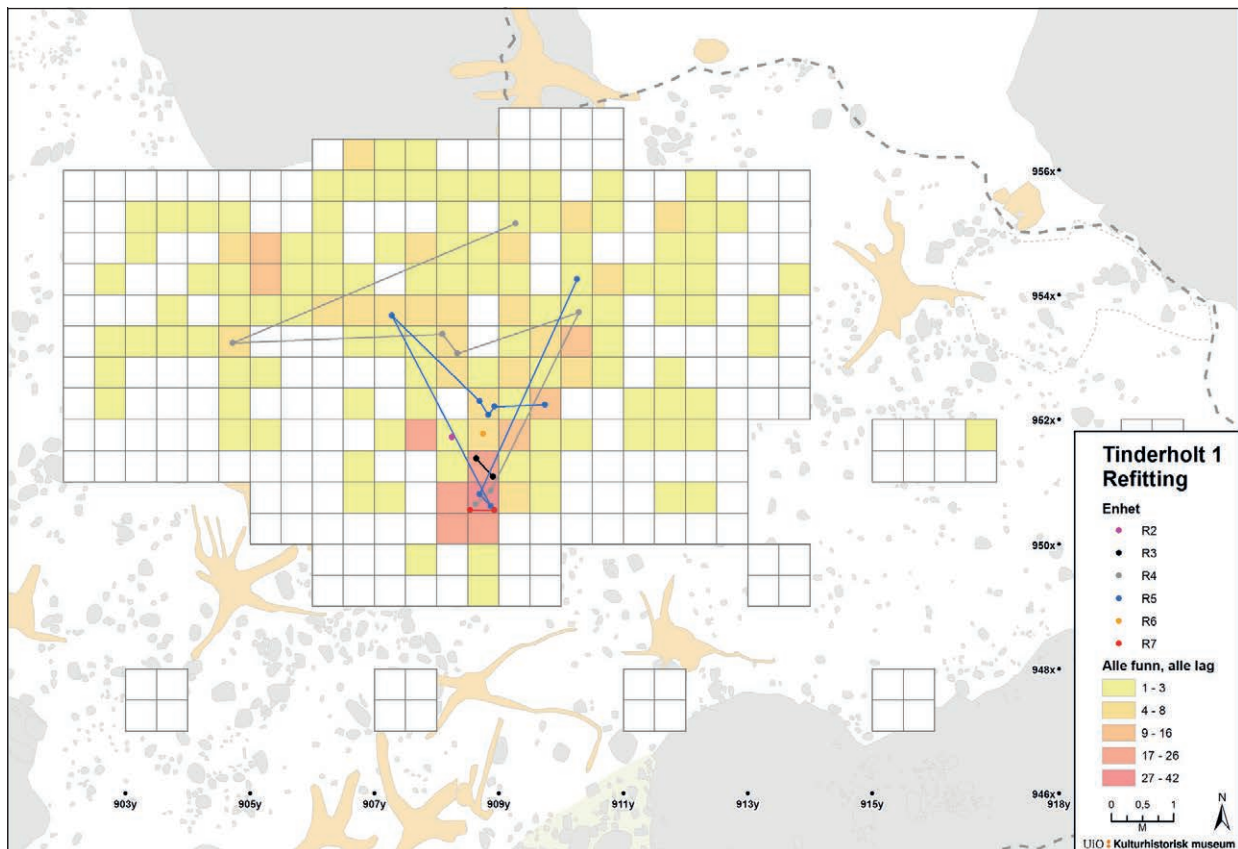 956x
954x
952x
950x
948x
946x
903y
905y
907y
909y
911y
913y
915y
918y
Tinderholt 1
Refitting
Enhet
R2
R3
R4
R5
R6
R7
Alle funn, alle lag
1 - 3
4 - 8
9 - 16
17 - 26
27 - 42
0 0,5 1
M
N
UiO Kulturhistorisk museum